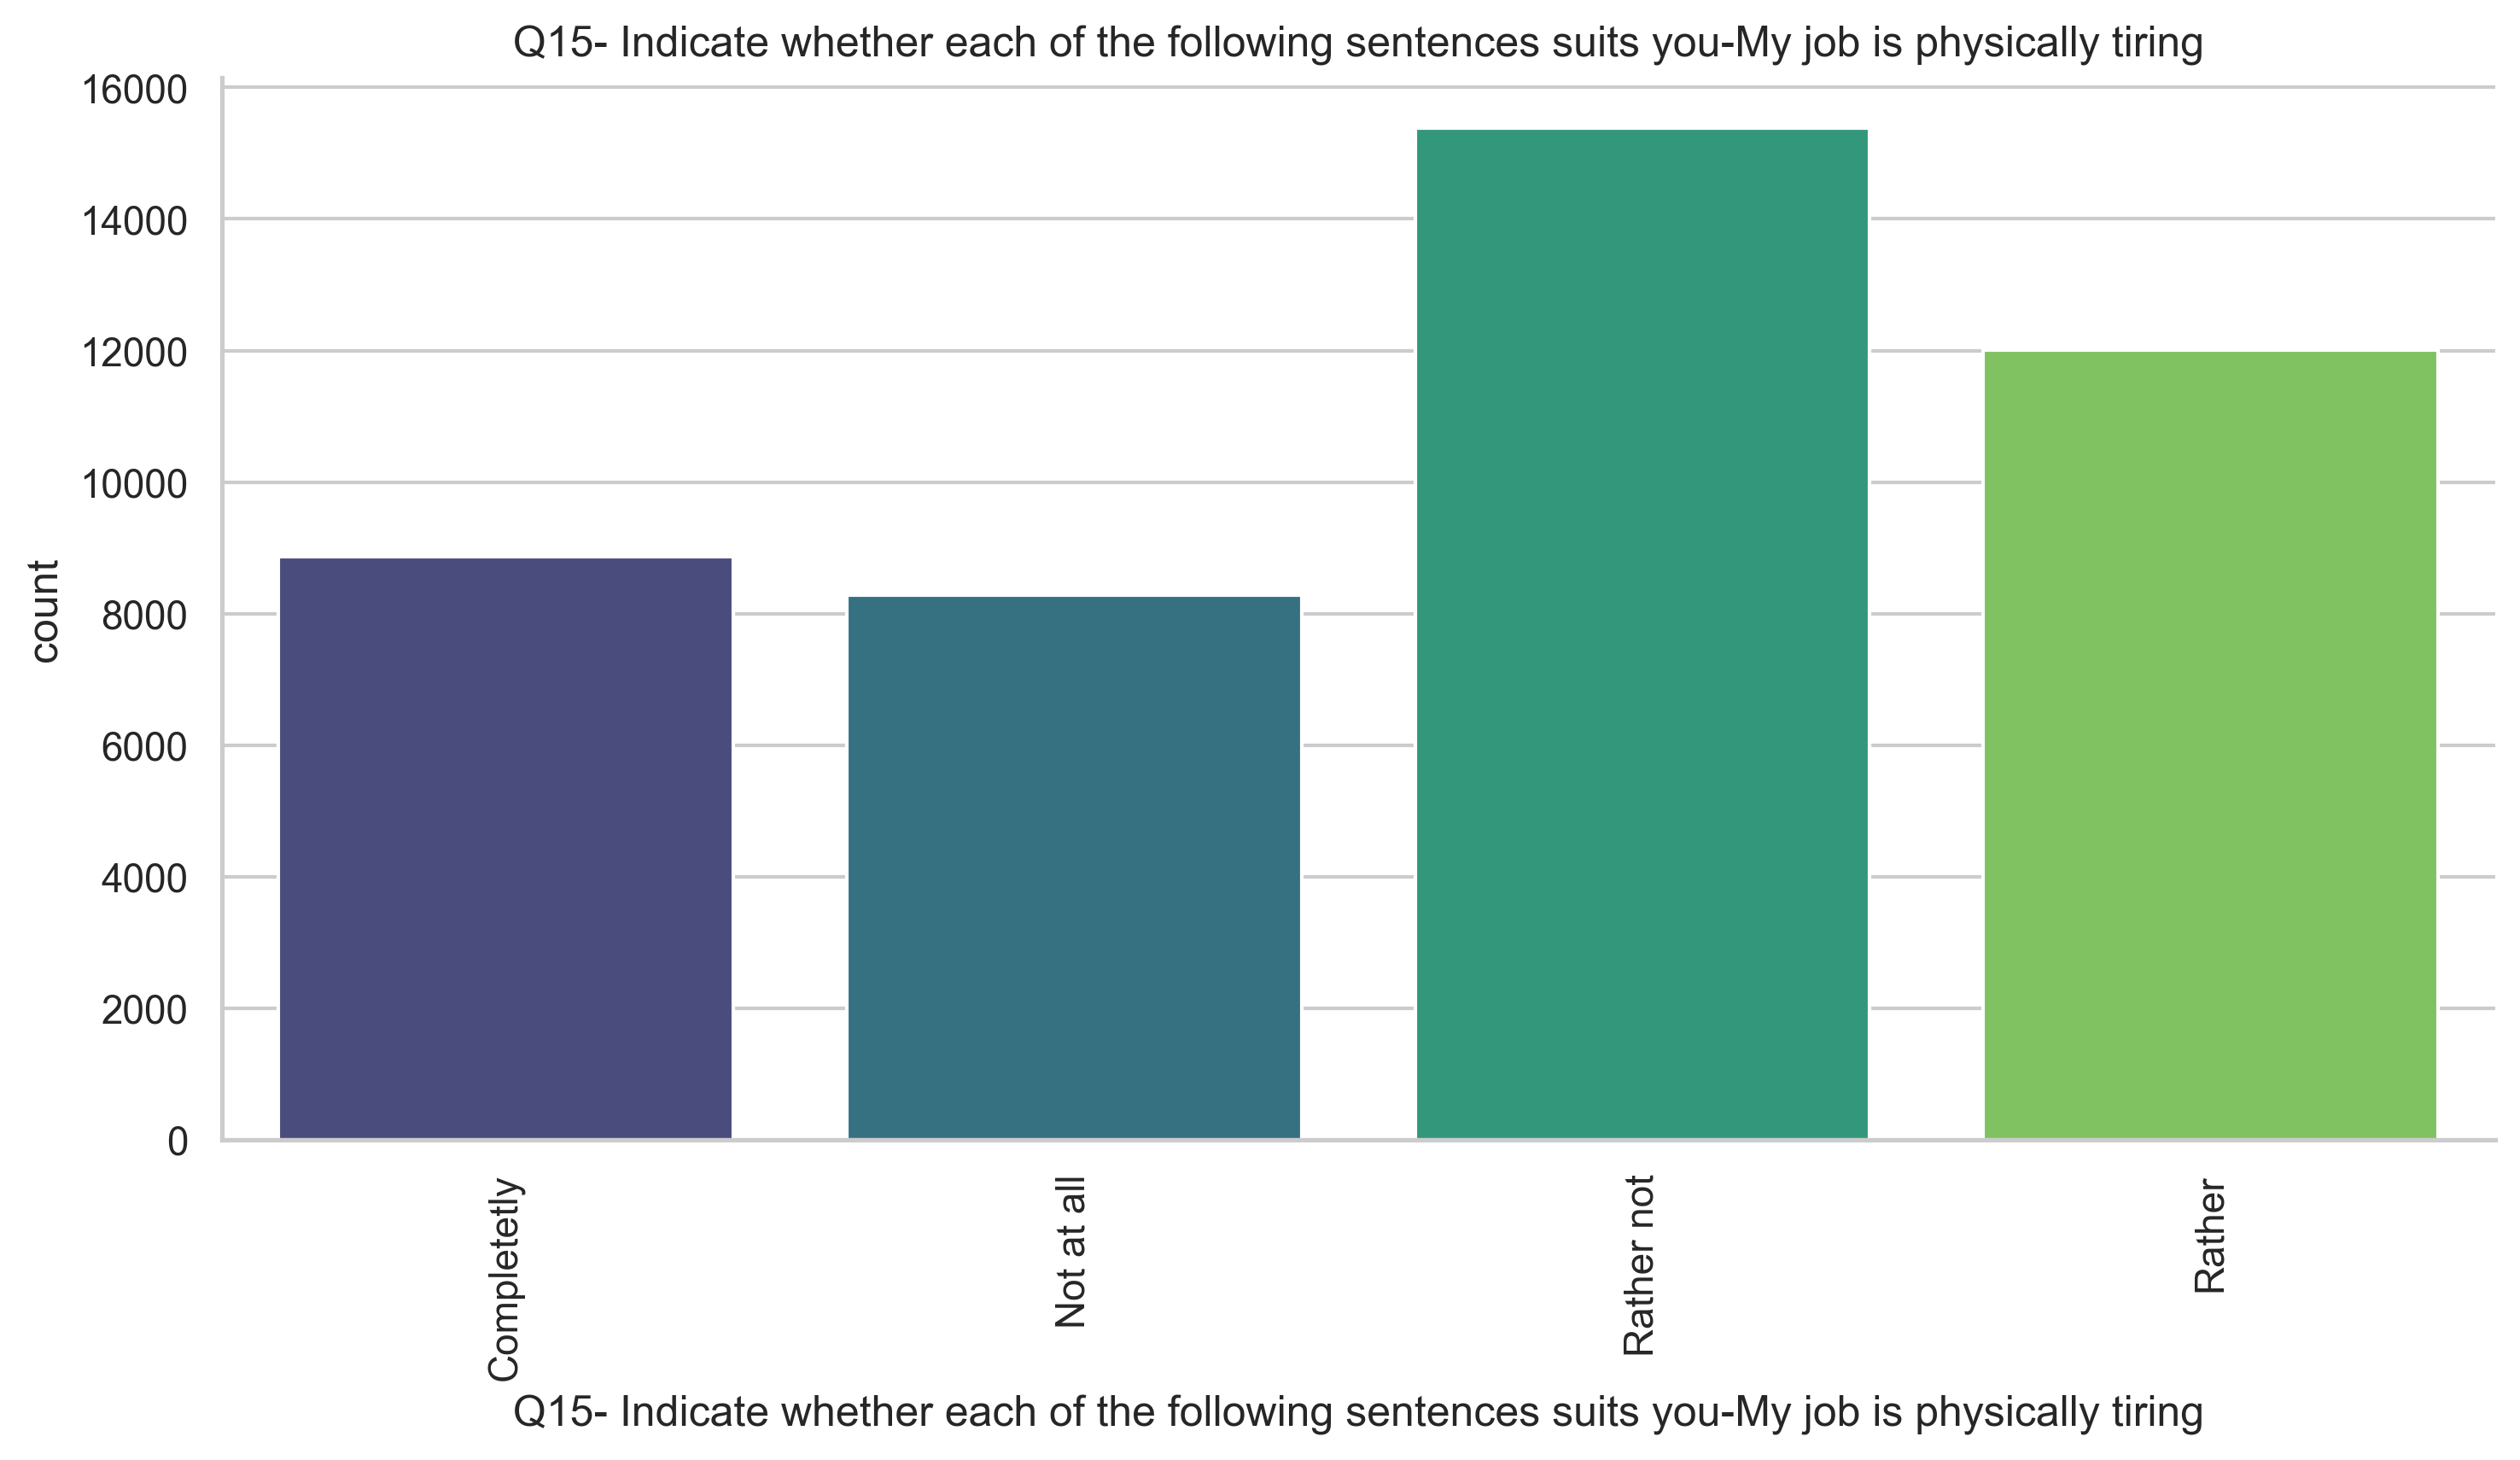 Q15- Indicate whether each of the following sentences suits you-My job is physically tiring
16000
14000
12000
10000
8000
6000
4000
2000
0
count
Completetly
Not at all
Rather not
Rather
Q15- Indicate whether each of the following sentences suits you-My job is physically tiring